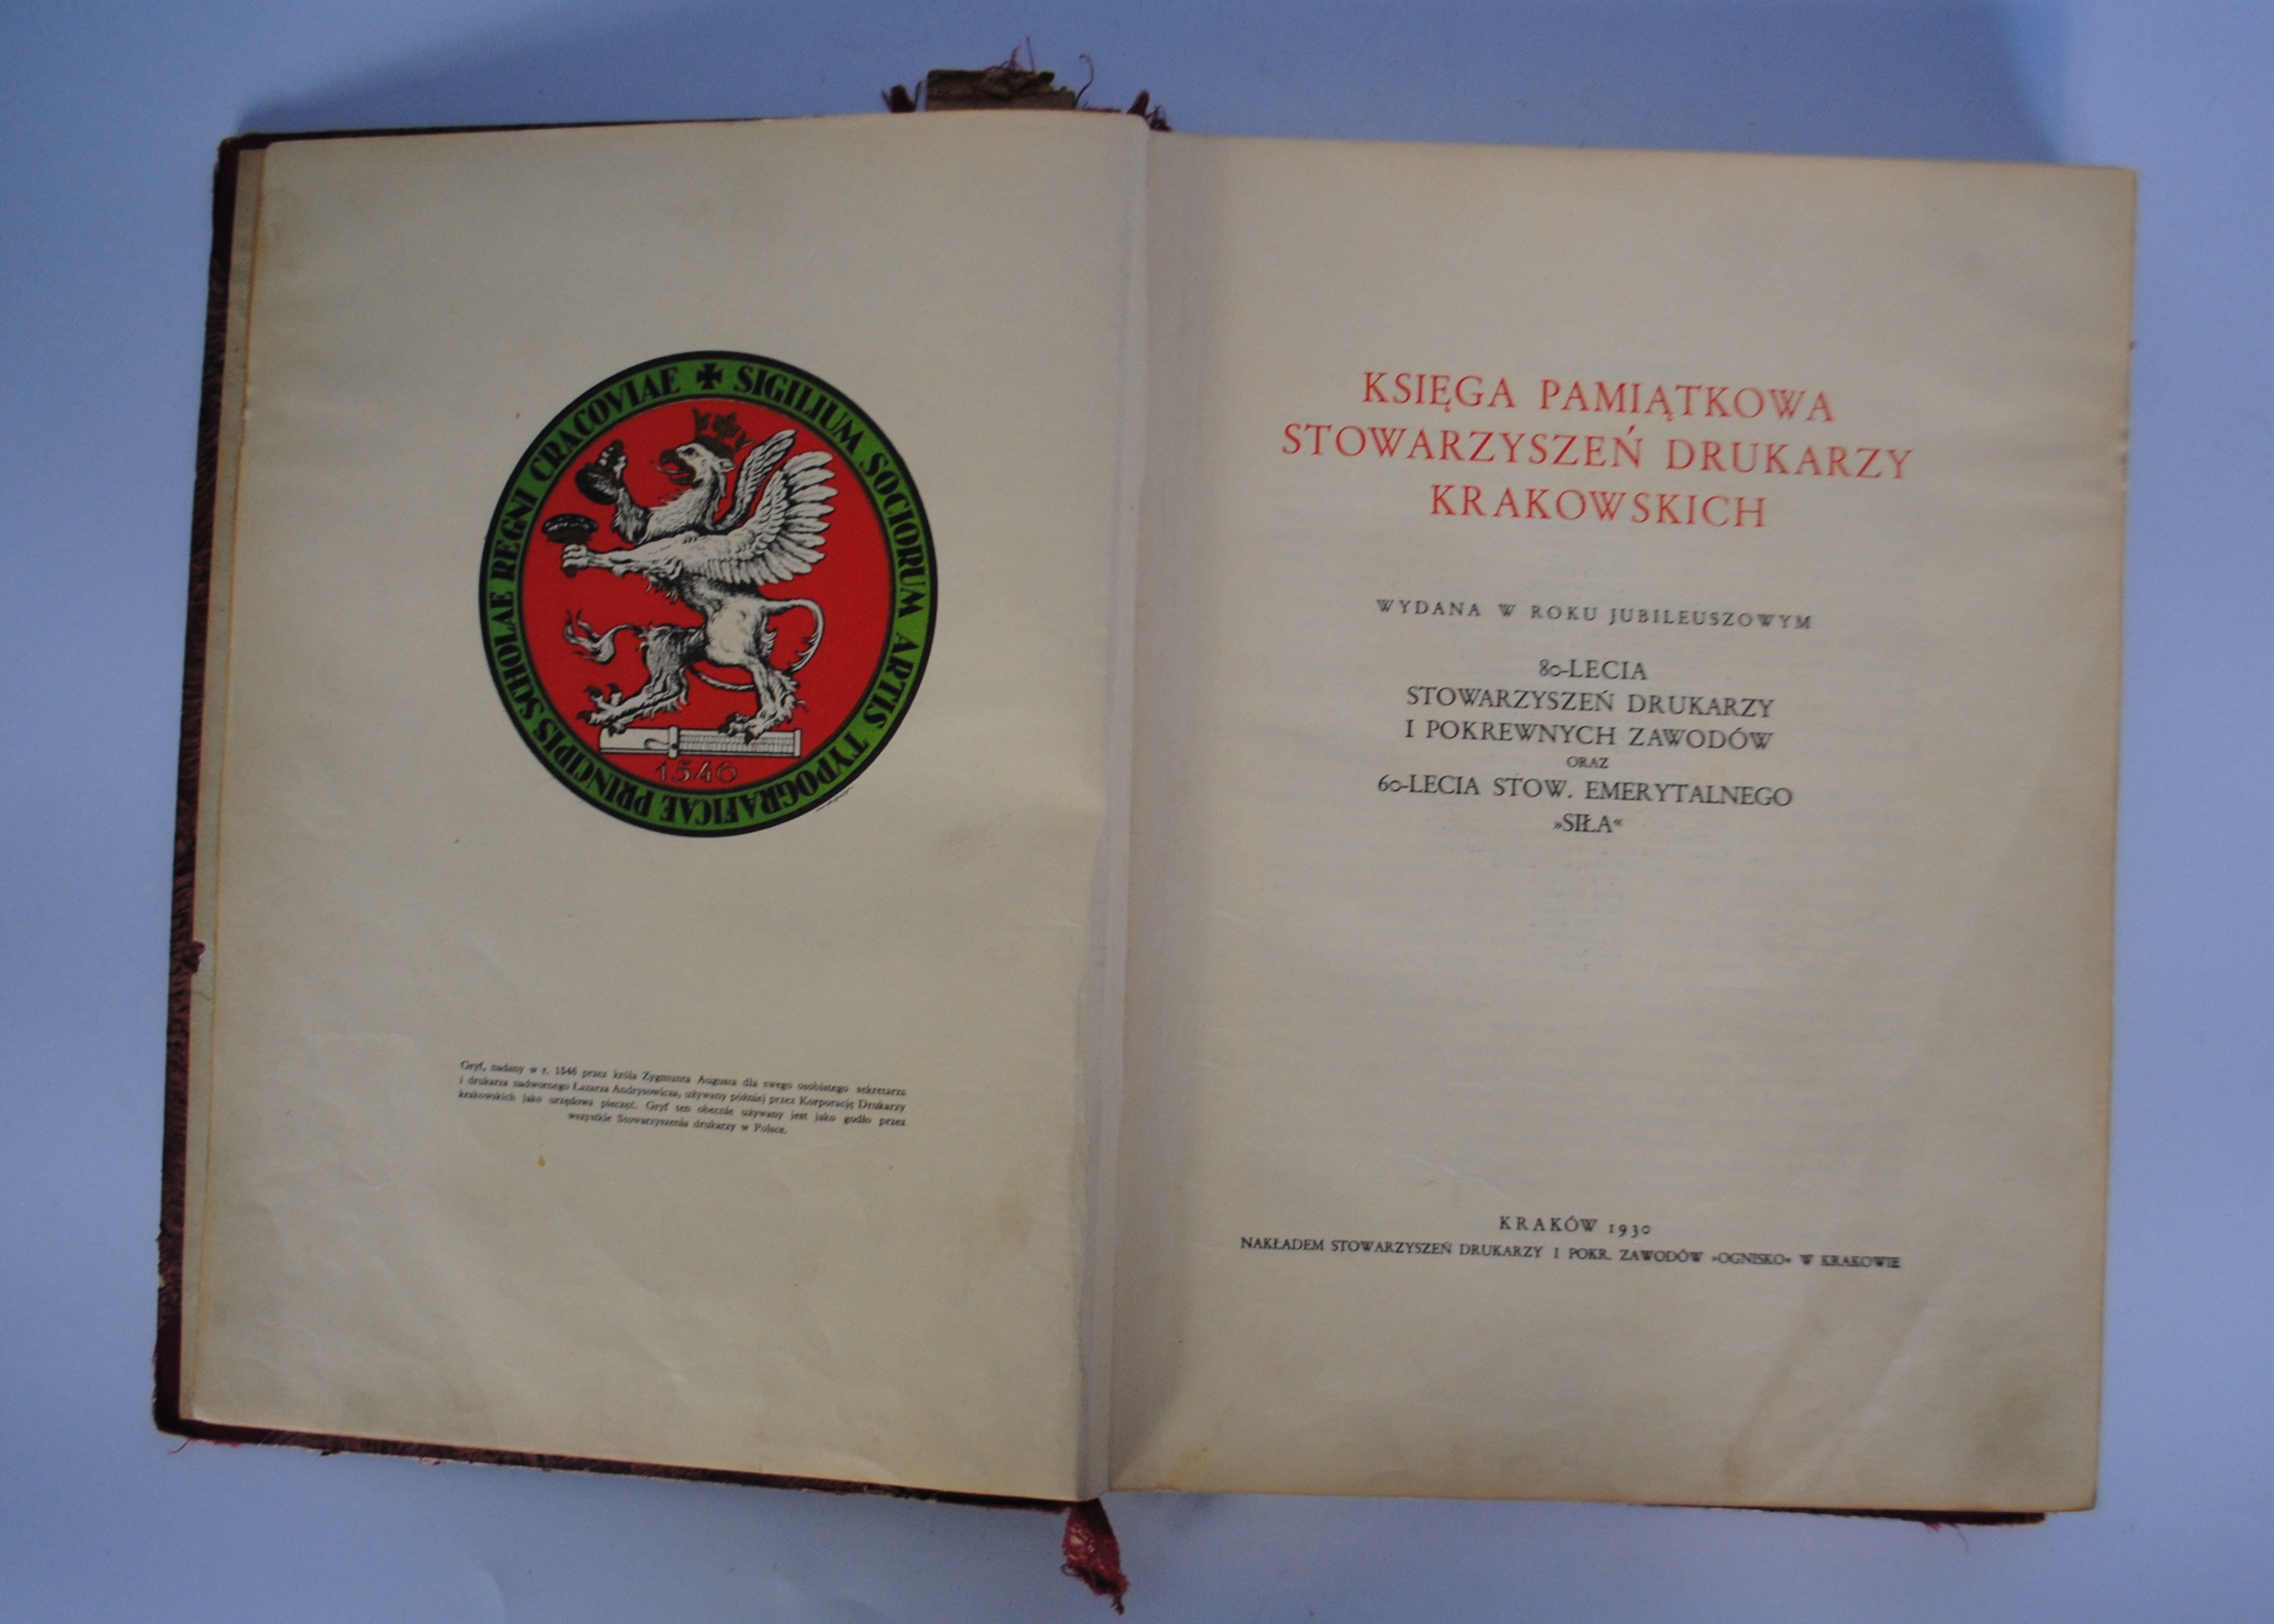 ✠ SIGILIUM SOCIORUM ARTIS TYPOGRAFICAE PRINCIPIS SCHOLAE REGNI CRACOVIAE
1546
Gryf, nadany w r. 1546 przez króla Zygmunta Augusta dla swego osobistego sekretarza
i drukarza nadwornego Łazarza Andrysowicza, używany później przez Korporację Drukarzy
krakowskich jako urzędowa pieczęć. Gryf ten obecnie używany jest jako godło przez
wszystkie Stowarzyszenia drukarzy w Polsce.
KSIĘGA PAMIĄTKOWA
STOWARZYSZEŃ DRUKARZY
KRAKOWSKICH
WYDANA W ROKU JUBILEUSZOWYM
80-LECIA
STOWARZYSZEŃ DRUKARZY
I POKREWNYCH ZAWODÓW
ORAZ
60-LECIA STOW. EMERYTALNEGO
»SIŁA«
KRAKÓW 1930
NAKŁADEM STOWARZYSZEŃ DRUKARZY I POKR. ZAWODÓW »OGNISKO« W KRAKOWIE